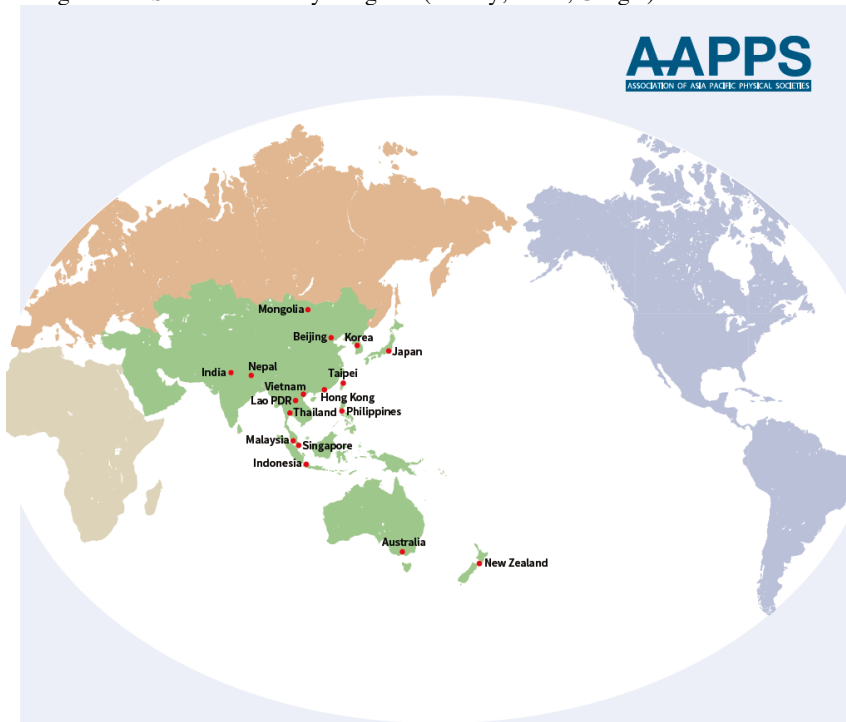 AAPPS
ASSOCIATION OF ASIA PACIFIC PHYSICAL SOCIETIES
Mongolia
Beijing
Korea
Japan
India
Nepal
Taipei
Vietnam
Hong Kong
Lao PDR
Thailand
Philippines
Malaysia
Singapore
Indonesia
Australia
New Zealand